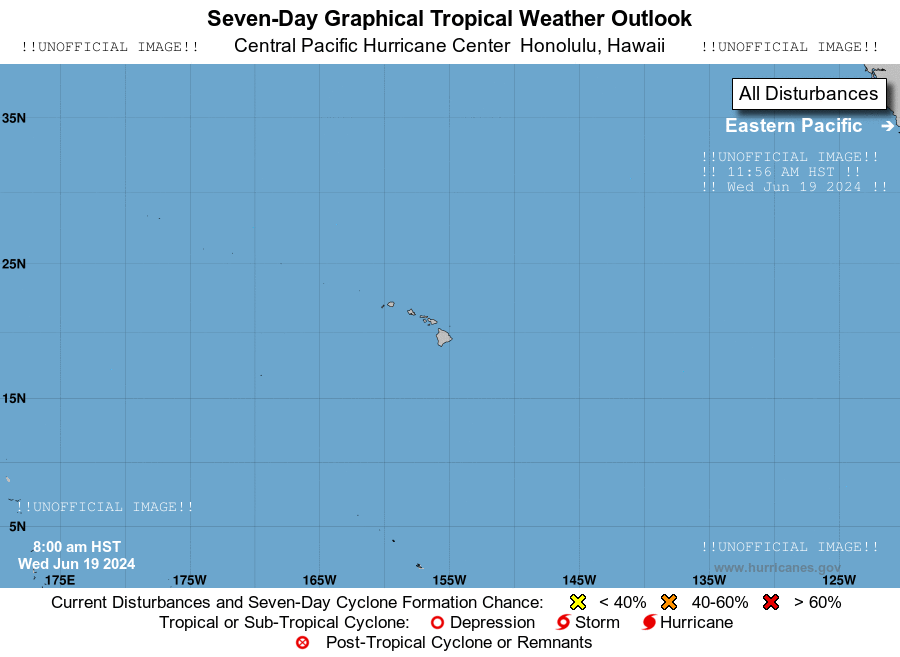 Seven-Day Graphical Tropical Weather Outlook
!!UNOFFICIAL IMAGE!! Central Pacific Hurricane Center Honolulu, Hawaii !!UNOFFICIAL IMAGE!!
All Disturbances
35N
Eastern Pacific →
!!UNOFFICIAL IMAGE!!
!! 11:56 AM HST !!
!! Wed Jun 19 2024 !!
25N
15N
!!UNOFFICIAL IMAGE!!
5N
8:00 am HST
Wed Jun 19 2024
!!UNOFFICIAL IMAGE!!
www.hurricanes.gov
175E 175W 165W 155W 145W 135W 125W
Current Disturbances and Seven-Day Cyclone Formation Chance: < 40% 40-60% > 60%
Tropical or Sub-Tropical Cyclone: Depression Storm Hurricane
Post-Tropical Cyclone or Remnants